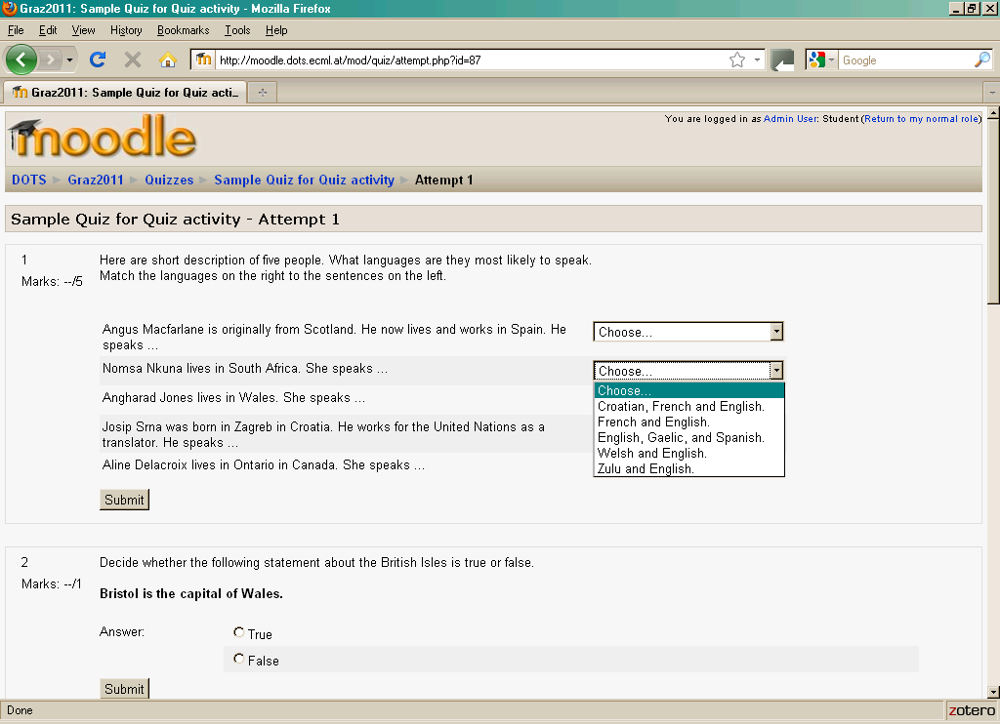 Graz2011: Sample Quiz for Quiz activity - Mozilla Firefox
File Edit View History Bookmarks Tools Help
http://moodle.dots.ecml.at/mod/quiz/attempt.php?id=87
Google
Graz2011: Sample Quiz for Quiz acti...
moodle
You are logged in as Admin User: Student (Return to my normal role)
DOTS ► Graz2011 ► Quizzes ► Sample Quiz for Quiz activity ► Attempt 1
Sample Quiz for Quiz activity - Attempt 1
1
Marks: --/5
Here are short description of five people. What languages are they most likely to speak.
Match the languages on the right to the sentences on the left.
Angus Macfarlane is originally from Scotland. He now lives and works in Spain. He
speaks ...
Choose...
Nomsa Nkuna lives in South Africa. She speaks ...
Choose...
Choose...
Croatian, French and English.
French and English.
English, Gaelic, and Spanish.
Welsh and English.
Zulu and English.
Angharad Jones lives in Wales. She speaks ...
Josip Srna was born in Zagreb in Croatia. He works for the United Nations as a
translator. He speaks ...
Aline Delacroix lives in Ontario in Canada. She speaks ...
Submit
2
Marks: --/1
Decide whether the following statement about the British Isles is true or false.
Bristol is the capital of Wales.
Answer:
True
False
Submit
Done
zotero